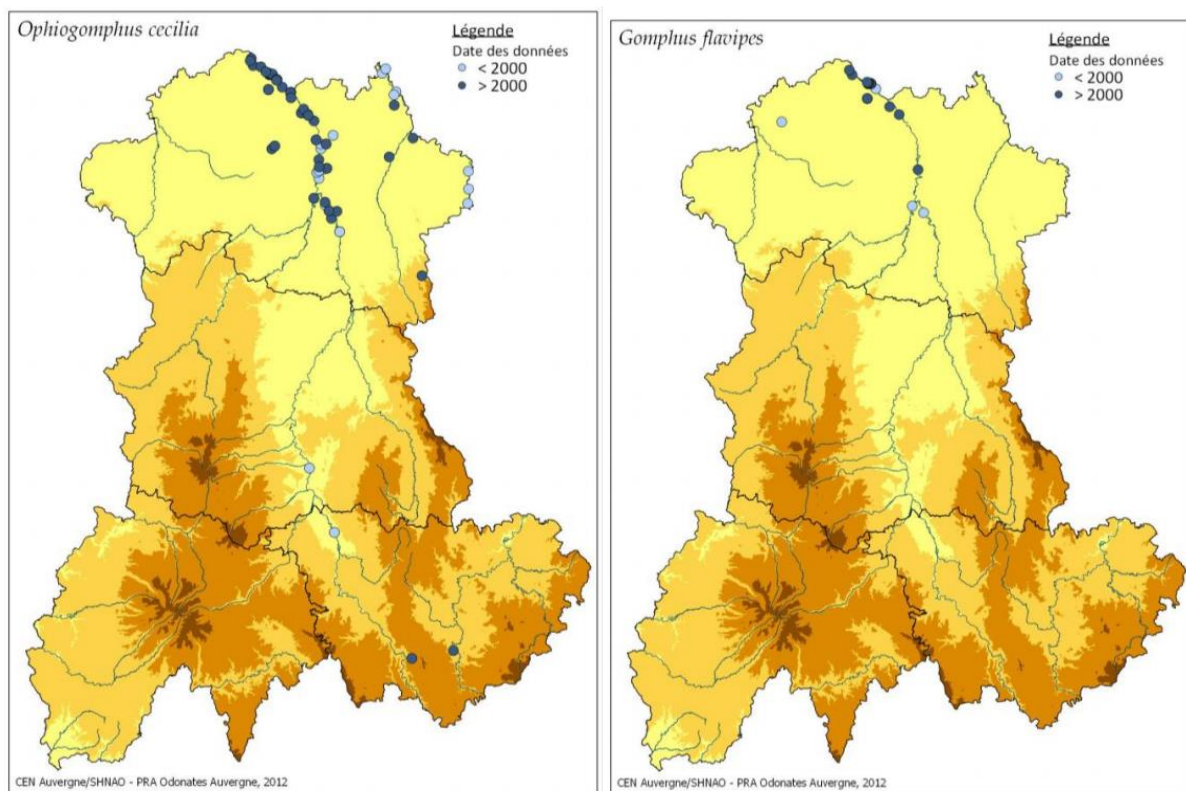 Ophiogomphus cecilia
Légende
Date des données
< 2000
> 2000
CEN Auvergne/SHNAO - PRA Odonates Auvergne, 2012
Gomphus flavipes
Légende
Date des données
< 2000
> 2000
CEN Auvergne/SHNAO - PRA Odonates Auvergne, 2012